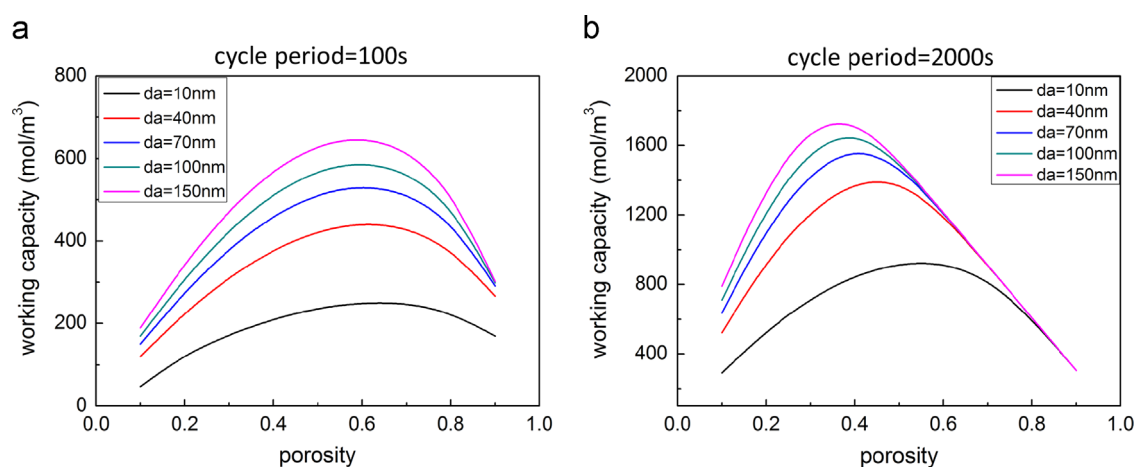 a
cycle period=100s
working capacity (mol/m³)
800
600
400
200
0
da=10nm
da=40nm
da=70nm
da=100nm
da=150nm
0.0 0.2 0.4 0.6 0.8 1.0
porosity
b
cycle period=2000s
working capacity (mol/m³)
2000
1600
1200
800
400
da=10nm
da=40nm
da=70nm
da=100nm
da=150nm
0.0 0.2 0.4 0.6 0.8 1.0
porosity